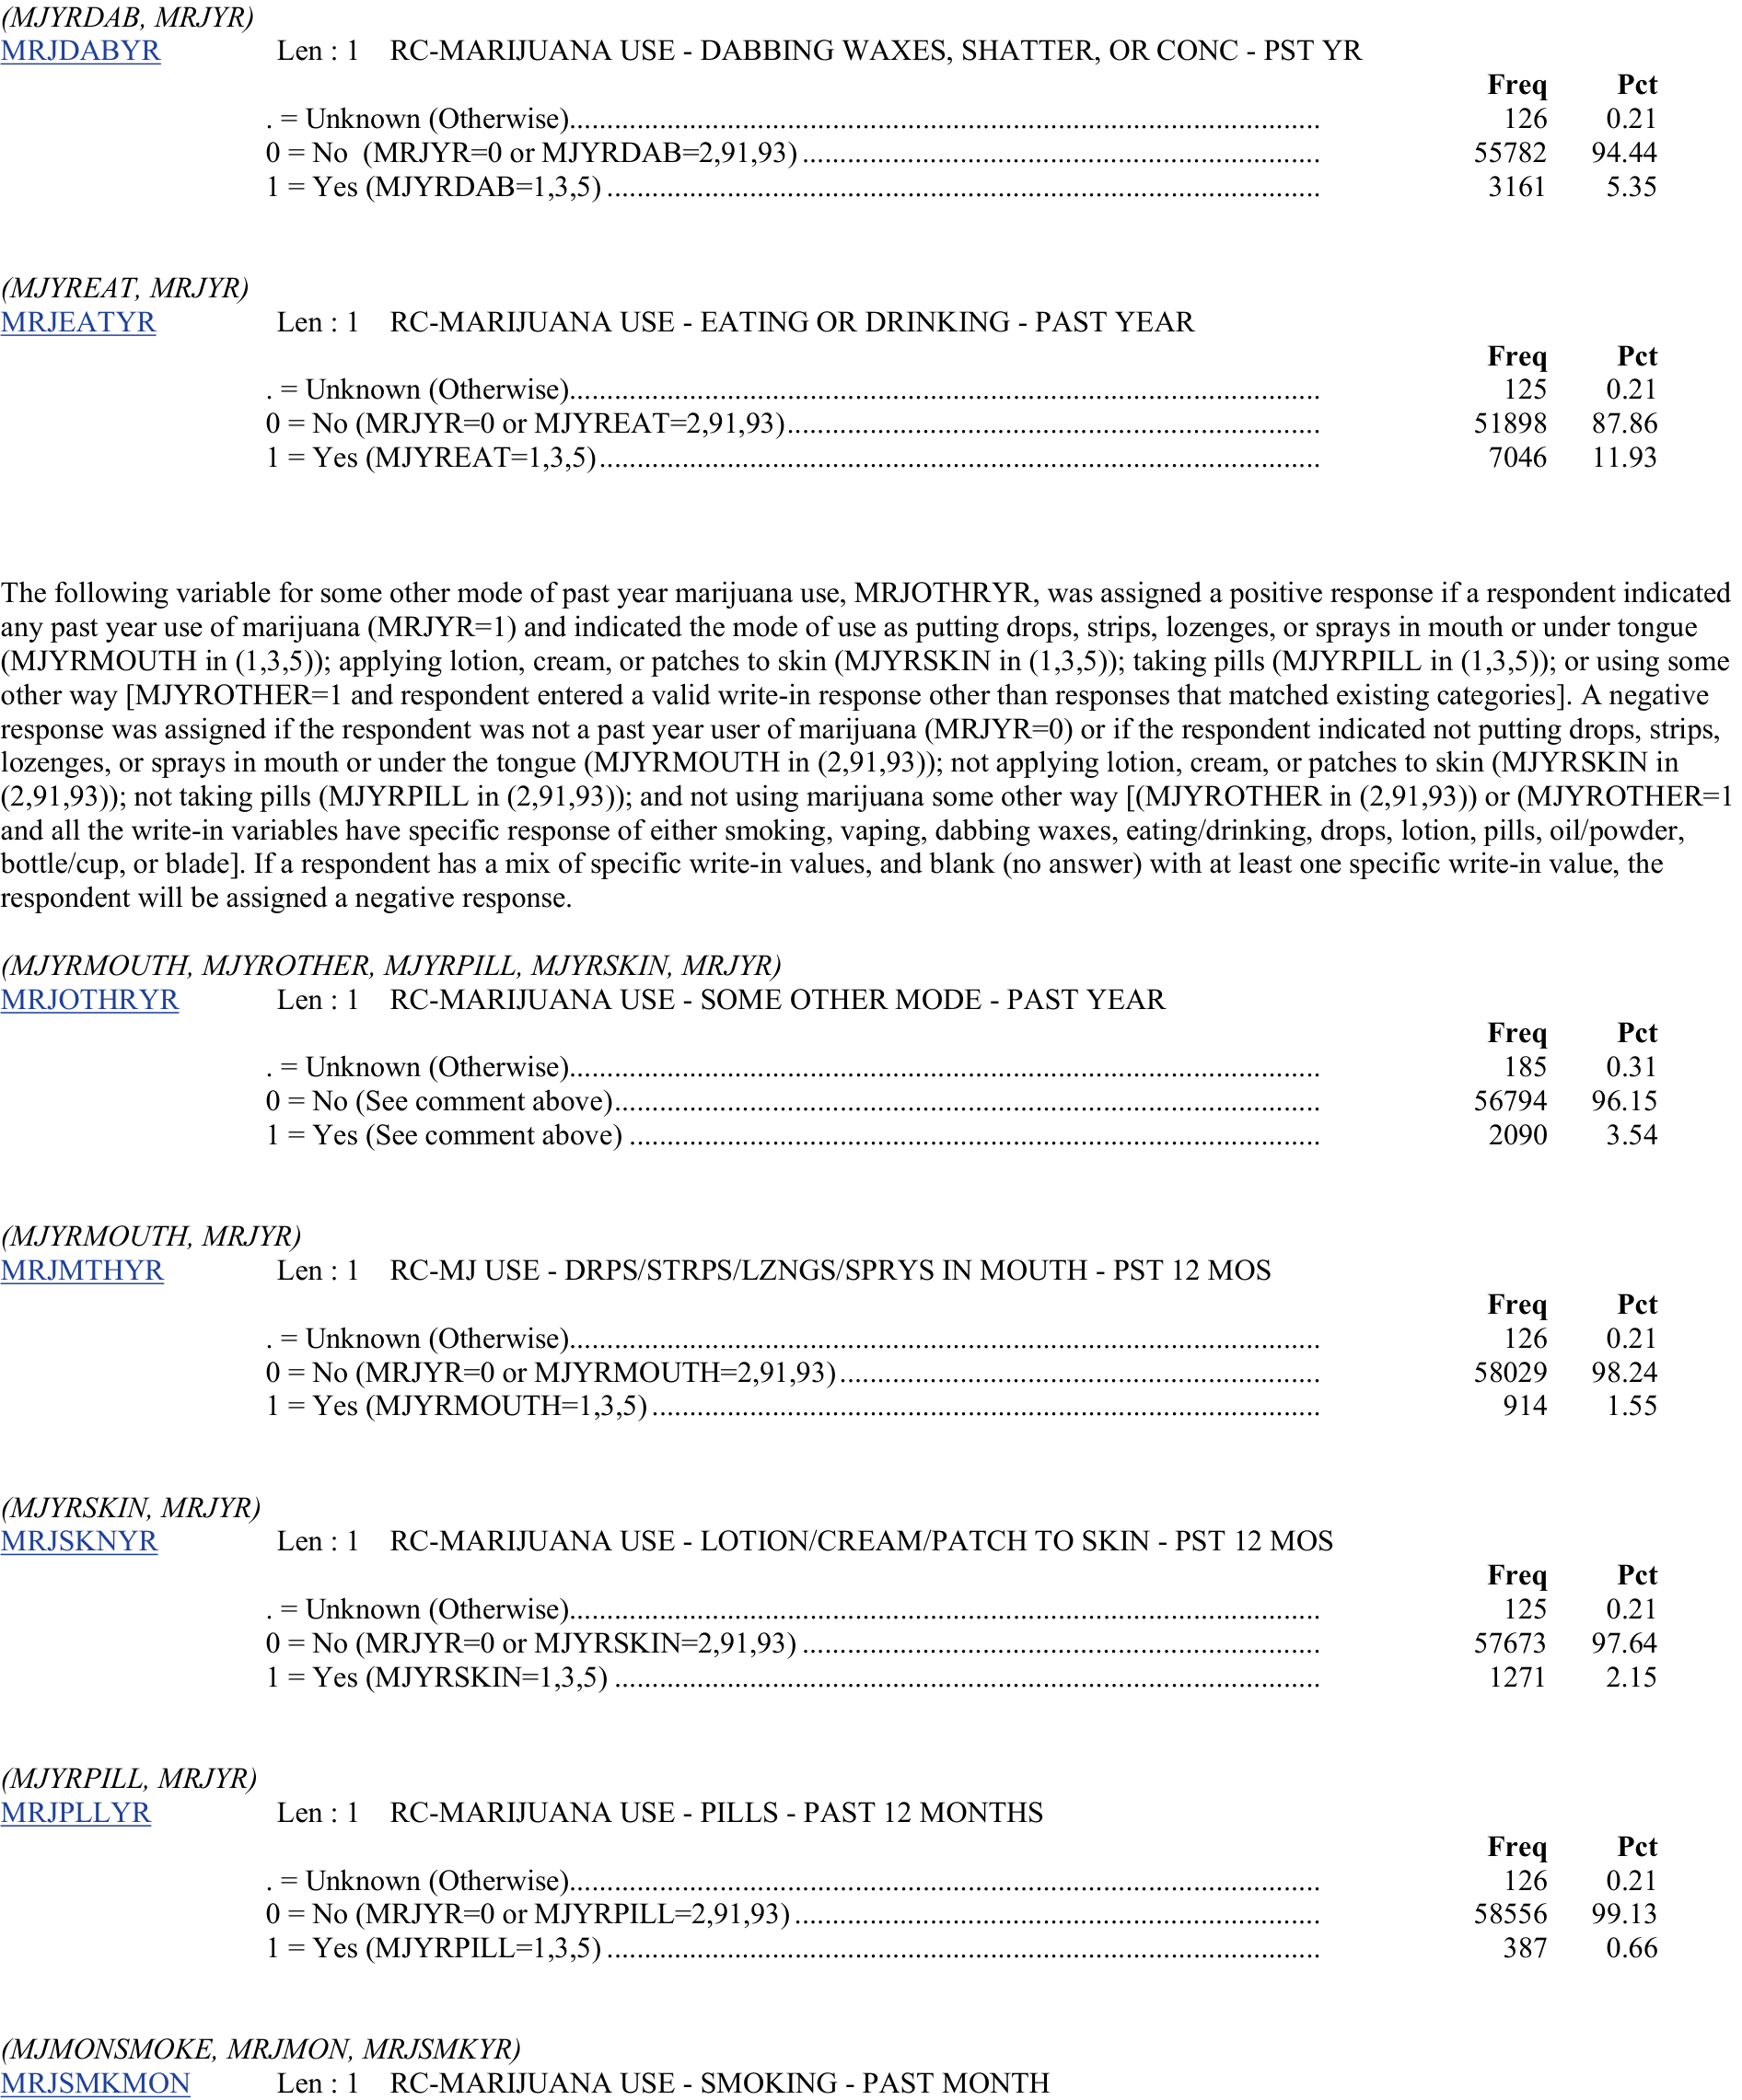 (MJYRDAB, MRJYR)
MRJDABYR Len : 1 RC-MARIJUANA USE - DABBING WAXES, SHATTER, OR CONC - PST YR
Freq Pct
. = Unknown (Otherwise).................................................................................................... 126 0.21
0 = No  (MRJYR=0 or MJYRDAB=2,91,93) ..................................................................... 55782 94.44
1 = Yes (MJYRDAB=1,3,5) ............................................................................................... 3161 5.35
(MJYREAT, MRJYR)
MRJEATYR Len : 1 RC-MARIJUANA USE - EATING OR DRINKING - PAST YEAR
Freq Pct
. = Unknown (Otherwise).................................................................................................... 125 0.21
0 = No (MRJYR=0 or MJYREAT=2,91,93)....................................................................... 51898 87.86
1 = Yes (MJYREAT=1,3,5)................................................................................................ 7046 11.93
The following variable for some other mode of past year marijuana use, MRJOTHRYR, was assigned a positive response if a respondent indicated
any past year use of marijuana (MRJYR=1) and indicated the mode of use as putting drops, strips, lozenges, or sprays in mouth or under tongue
(MJYRMOUTH in (1,3,5)); applying lotion, cream, or patches to skin (MJYRSKIN in (1,3,5)); taking pills (MJYRPILL in (1,3,5)); or using some
other way [MJYROTHER=1 and respondent entered a valid write-in response other than responses that matched existing categories]. A negative
response was assigned if the respondent was not a past year user of marijuana (MRJYR=0) or if the respondent indicated not putting drops, strips,
lozenges, or sprays in mouth or under the tongue (MJYRMOUTH in (2,91,93)); not applying lotion, cream, or patches to skin (MJYRSKIN in
(2,91,93)); not taking pills (MJYRPILL in (2,91,93)); and not using marijuana some other way [(MJYROTHER in (2,91,93)) or (MJYROTHER=1
and all the write-in variables have specific response of either smoking, vaping, dabbing waxes, eating/drinking, drops, lotion, pills, oil/powder,
bottle/cup, or blade]. If a respondent has a mix of specific write-in values, and blank (no answer) with at least one specific write-in value, the
respondent will be assigned a negative response.
(MJYRMOUTH, MJYROTHER, MJYRPILL, MJYRSKIN, MRJYR)
MRJOTHRYR Len : 1 RC-MARIJUANA USE - SOME OTHER MODE - PAST YEAR
Freq Pct
. = Unknown (Otherwise).................................................................................................... 185 0.31
0 = No (See comment above).............................................................................................. 56794 96.15
1 = Yes (See comment above) ............................................................................................ 2090 3.54
(MJYRMOUTH, MRJYR)
MRJMTHYR Len : 1 RC-MJ USE - DRPS/STRPS/LZNGS/SPRYS IN MOUTH - PST 12 MOS
Freq Pct
. = Unknown (Otherwise).................................................................................................... 126 0.21
0 = No (MRJYR=0 or MJYRMOUTH=2,91,93)................................................................ 58029 98.24
1 = Yes (MJYRMOUTH=1,3,5)......................................................................................... 914 1.55
(MJYRSKIN, MRJYR)
MRJSKNYR Len : 1 RC-MARIJUANA USE - LOTION/CREAM/PATCH TO SKIN - PST 12 MOS
Freq Pct
. = Unknown (Otherwise).................................................................................................... 125 0.21
0 = No (MRJYR=0 or MJYRSKIN=2,91,93) ..................................................................... 57673 97.64
1 = Yes (MJYRSKIN=1,3,5) .............................................................................................. 1271 2.15
(MJYRPILL, MRJYR)
MRJPLLYR Len : 1 RC-MARIJUANA USE - PILLS - PAST 12 MONTHS
Freq Pct
. = Unknown (Otherwise).................................................................................................... 126 0.21
0 = No (MRJYR=0 or MJYRPILL=2,91,93)...................................................................... 58556 99.13
1 = Yes (MJYRPILL=1,3,5) ............................................................................................... 387 0.66
(MJMONSMOKE, MRJMON, MRJSMKYR)
MRJSMKMON Len : 1 RC-MARIJUANA USE - SMOKING - PAST MONTH